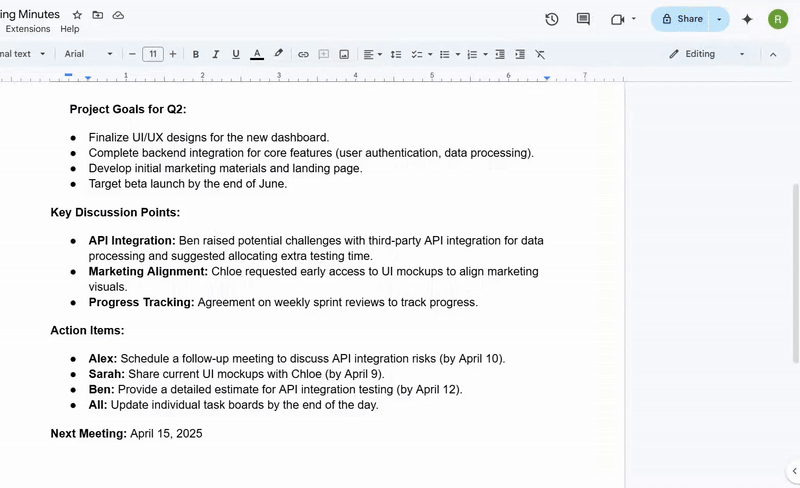 ing Minutes
Extensions Help
Share R
mal text Arial 11 B I U A Editing
1 2 3 4 5 6 7
Project Goals for Q2:
● Finalize UI/UX designs for the new dashboard.
● Complete backend integration for core features (user authentication, data processing).
● Develop initial marketing materials and landing page.
● Target beta launch by the end of June.
Key Discussion Points:
● API Integration: Ben raised potential challenges with third-party API integration for data
processing and suggested allocating extra testing time.
● Marketing Alignment: Chloe requested early access to UI mockups to align marketing
visuals.
● Progress Tracking: Agreement on weekly sprint reviews to track progress.
Action Items:
● Alex: Schedule a follow-up meeting to discuss API integration risks (by April 10).
● Sarah: Share current UI mockups with Chloe (by April 9).
● Ben: Provide a detailed estimate for API integration testing (by April 12).
● All: Update individual task boards by the end of the day.
Next Meeting: April 15, 2025